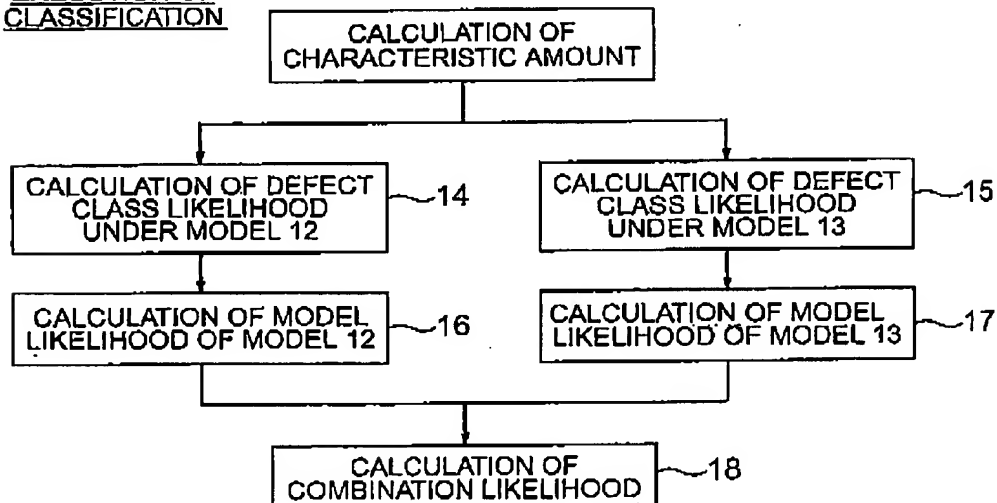 CLASSIFICATION
CALCULATION OF
CHARACTERISTIC AMOUNT
CALCULATION OF DEFECT
CLASS LIKELIHOOD
UNDER MODEL 12
14
CALCULATION OF DEFECT
CLASS LIKELIHOOD
UNDER MODEL 13
15
CALCULATION OF MODEL
LIKELIHOOD OF MODEL 12
16
CALCULATION OF MODEL
LIKELIHOOD OF MODEL 13
17
CALCULATION OF
COMBINATION LIKELIHOOD
18